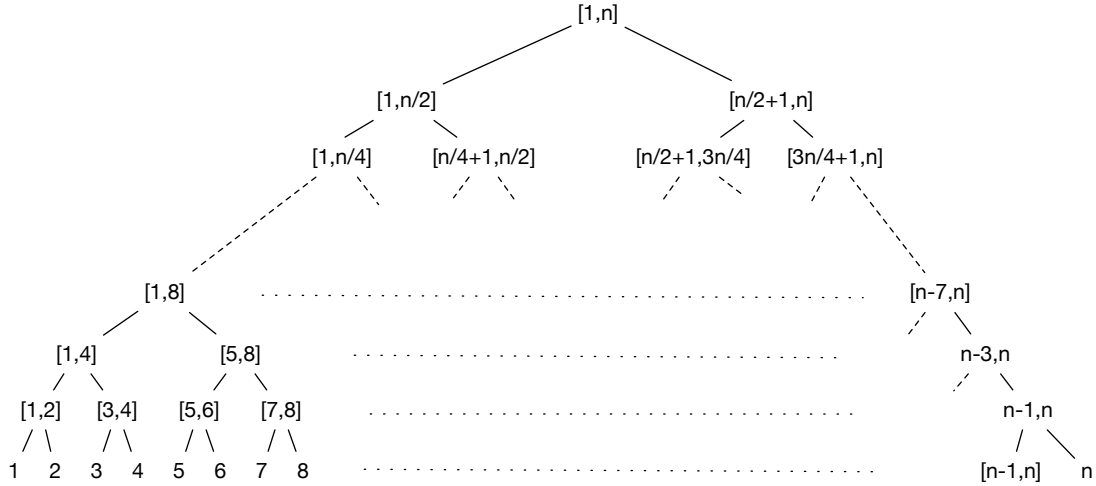 [1,n]
[1,n/2] [n/2+1,n]
[1,n/4] [n/4+1,n/2] [n/2+1,3n/4] [3n/4+1,n]
[1,8] [n-7,n]
[1,4] [5,8] n-3,n
[1,2] [3,4] [5,6] [7,8] n-1,n
1 2 3 4 5 6 7 8 [n-1,n] n